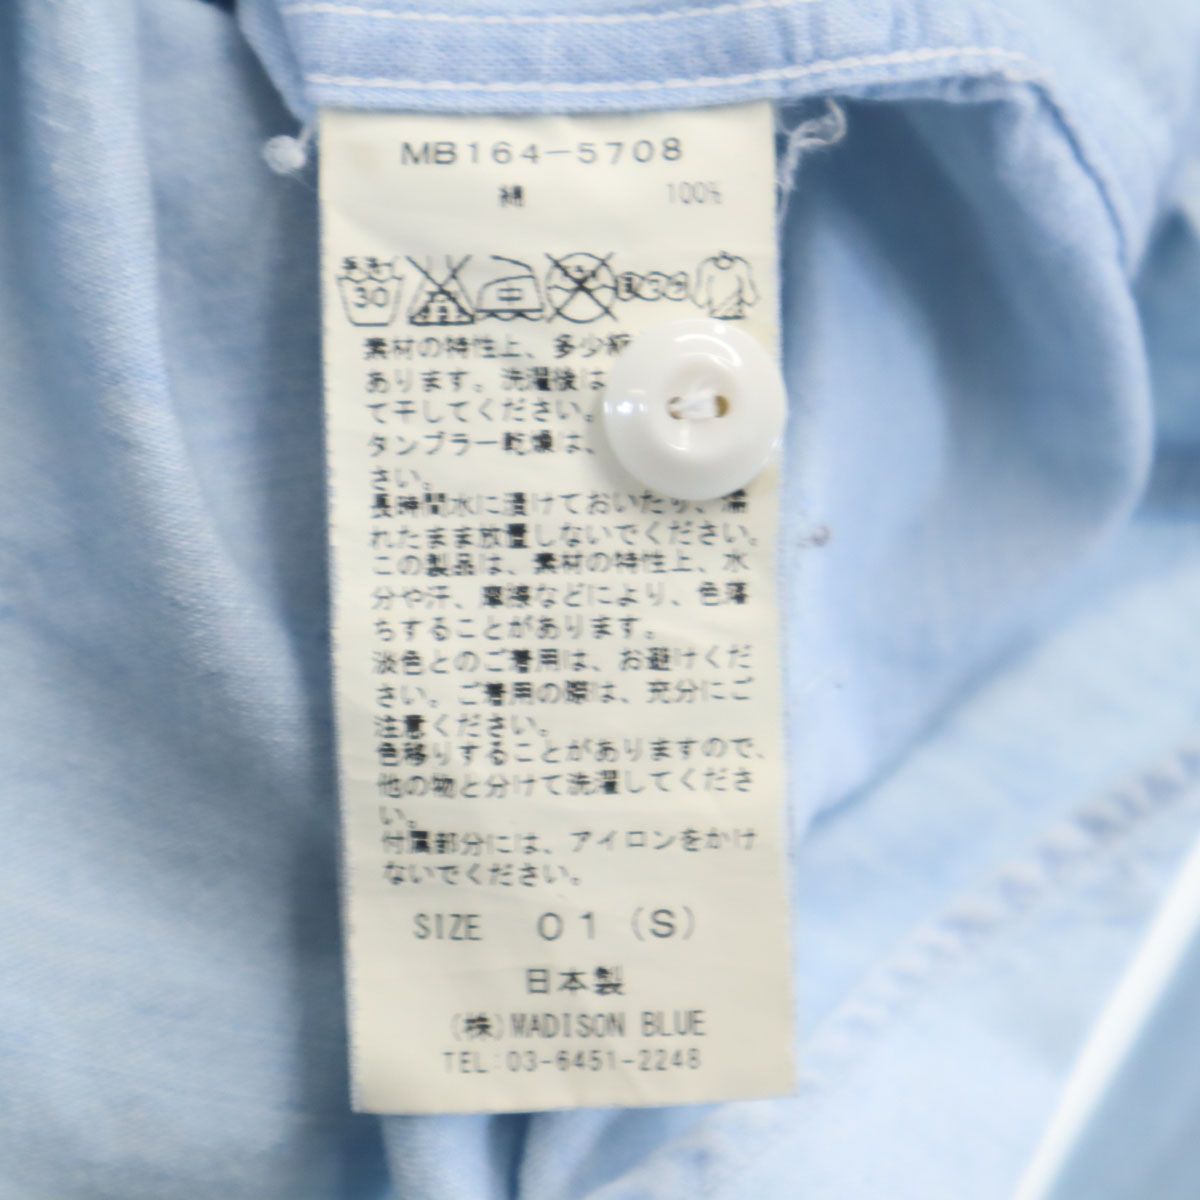 MB164-5708
綿 100%
手洗イ
30
中
素材の特性上、多少
あります。洗濯後は
て干してください。
タンブラー乾燥は、
さい。
長時間水に漬けておいたり、濡
れたまま放置しないでください。
この製品は、素材の特性上、水
分や汗、摩擦などにより、色落
ちすることがあります。
淡色とのご着用は、お避けくだ
さい。ご着用の際は、充分にご
注意ください。
色移りすることがありますので、
他の物と分けて洗濯してくださ
い。
付属部分には、アイロンをかけ
ないでください。
SIZE 01 (S)
日本製
(株)MADISON BLUE
TEL:03-6451-2248